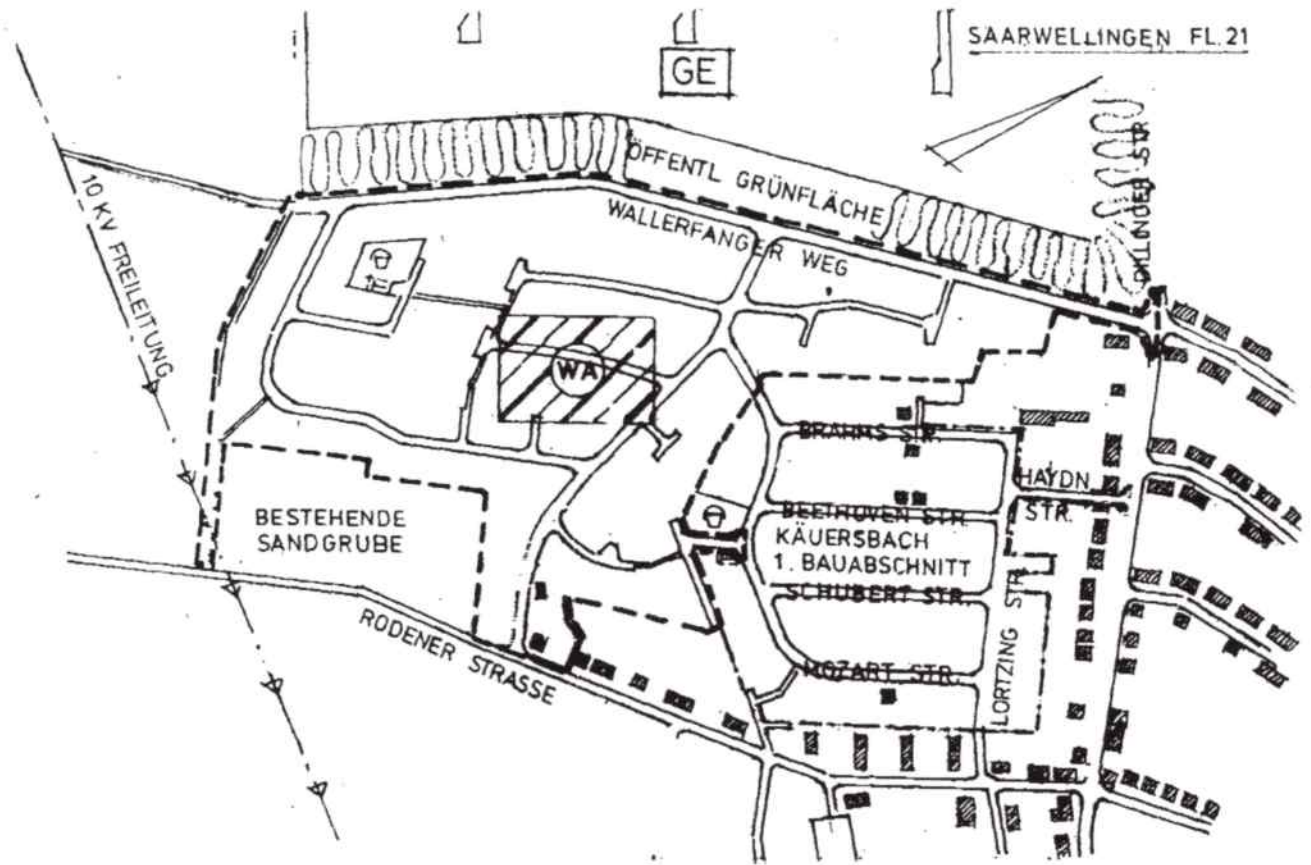 SAARWELLINGEN FL. 21
GE
ÖFFENTL GRÜNFLÄCHE
DILLINGER STR
WALLERFANGER WEG
10 KV FREILEITUNG
WA
BRAHMS STR.
HAYDN
STR.
BEETHOVEN STR.
BESTEHENDE
SANDGRUBE
KÄUERSBACH
1. BAUABSCHNITT
SCHUBERT STR.
LORTZING STR.
RODENER STRASSE
MOZART STR.